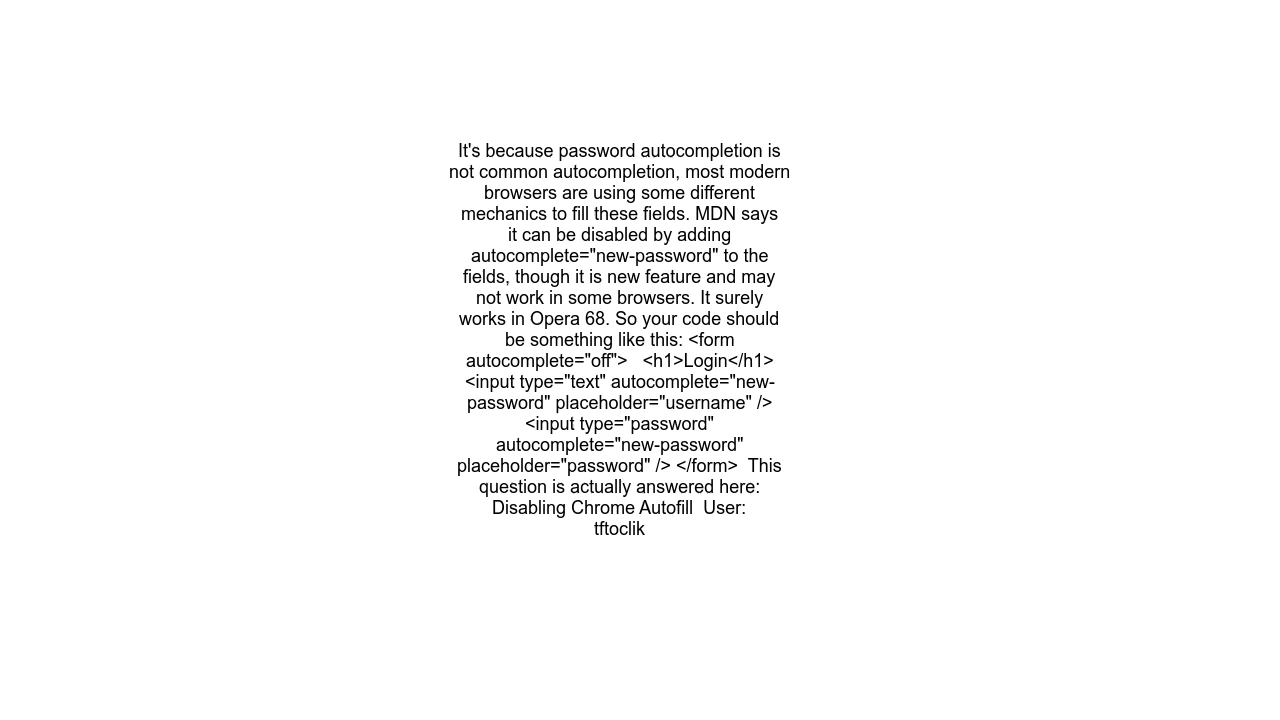 It's because password autocompletion is
not common autocompletion, most modern
browsers are using some different
mechanics to fill these fields. MDN says
it can be disabled by adding
autocomplete="new-password" to the
fields, though it is new feature and may
not work in some browsers. It surely
works in Opera 68. So your code should
be something like this: <form
autocomplete="off">   <h1>Login</h1>
<input type="text" autocomplete="new-
password" placeholder="username" />
<input type="password"
autocomplete="new-password"
placeholder="password" /> </form>  This
question is actually answered here:
Disabling Chrome Autofill  User:
tftoclik